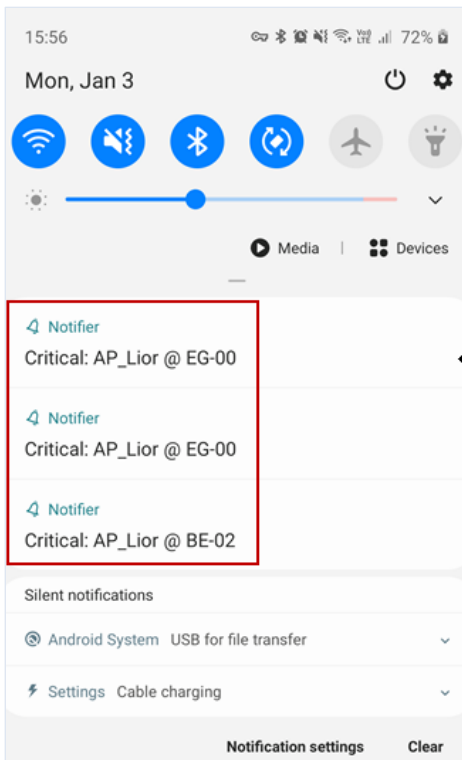 15:56
72%
Mon, Jan 3
Media | Devices
Notifier
Critical: AP_Lior @ EG-00
Notifier
Critical: AP_Lior @ EG-00
Notifier
Critical: AP_Lior @ BE-02
Silent notifications
Android System USB for file transfer
Settings Cable charging
Notification settings Clear